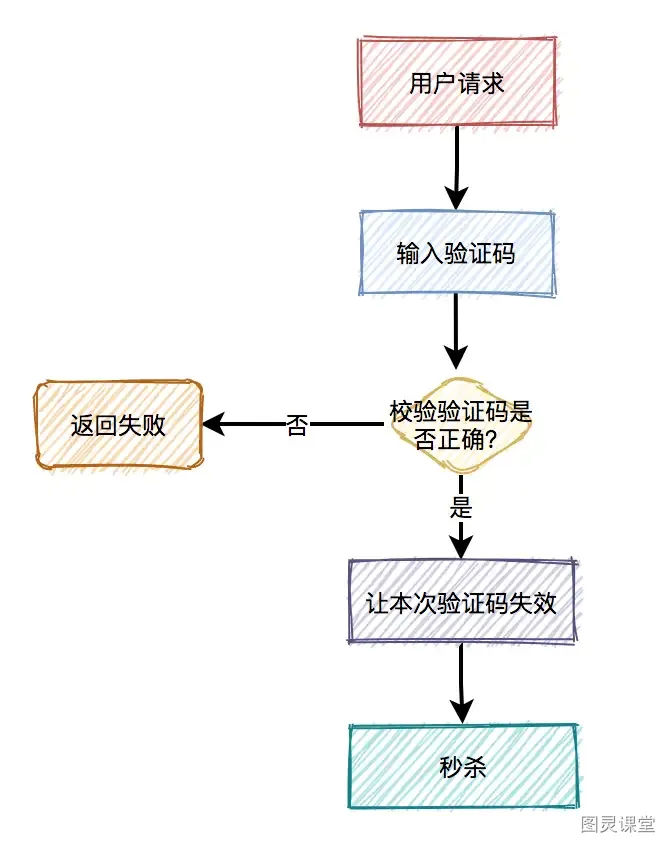 用户请求
输入验证码
校验验证码是
否正确?
否
返回失败
是
让本次验证码失效
秒杀
图灵课堂